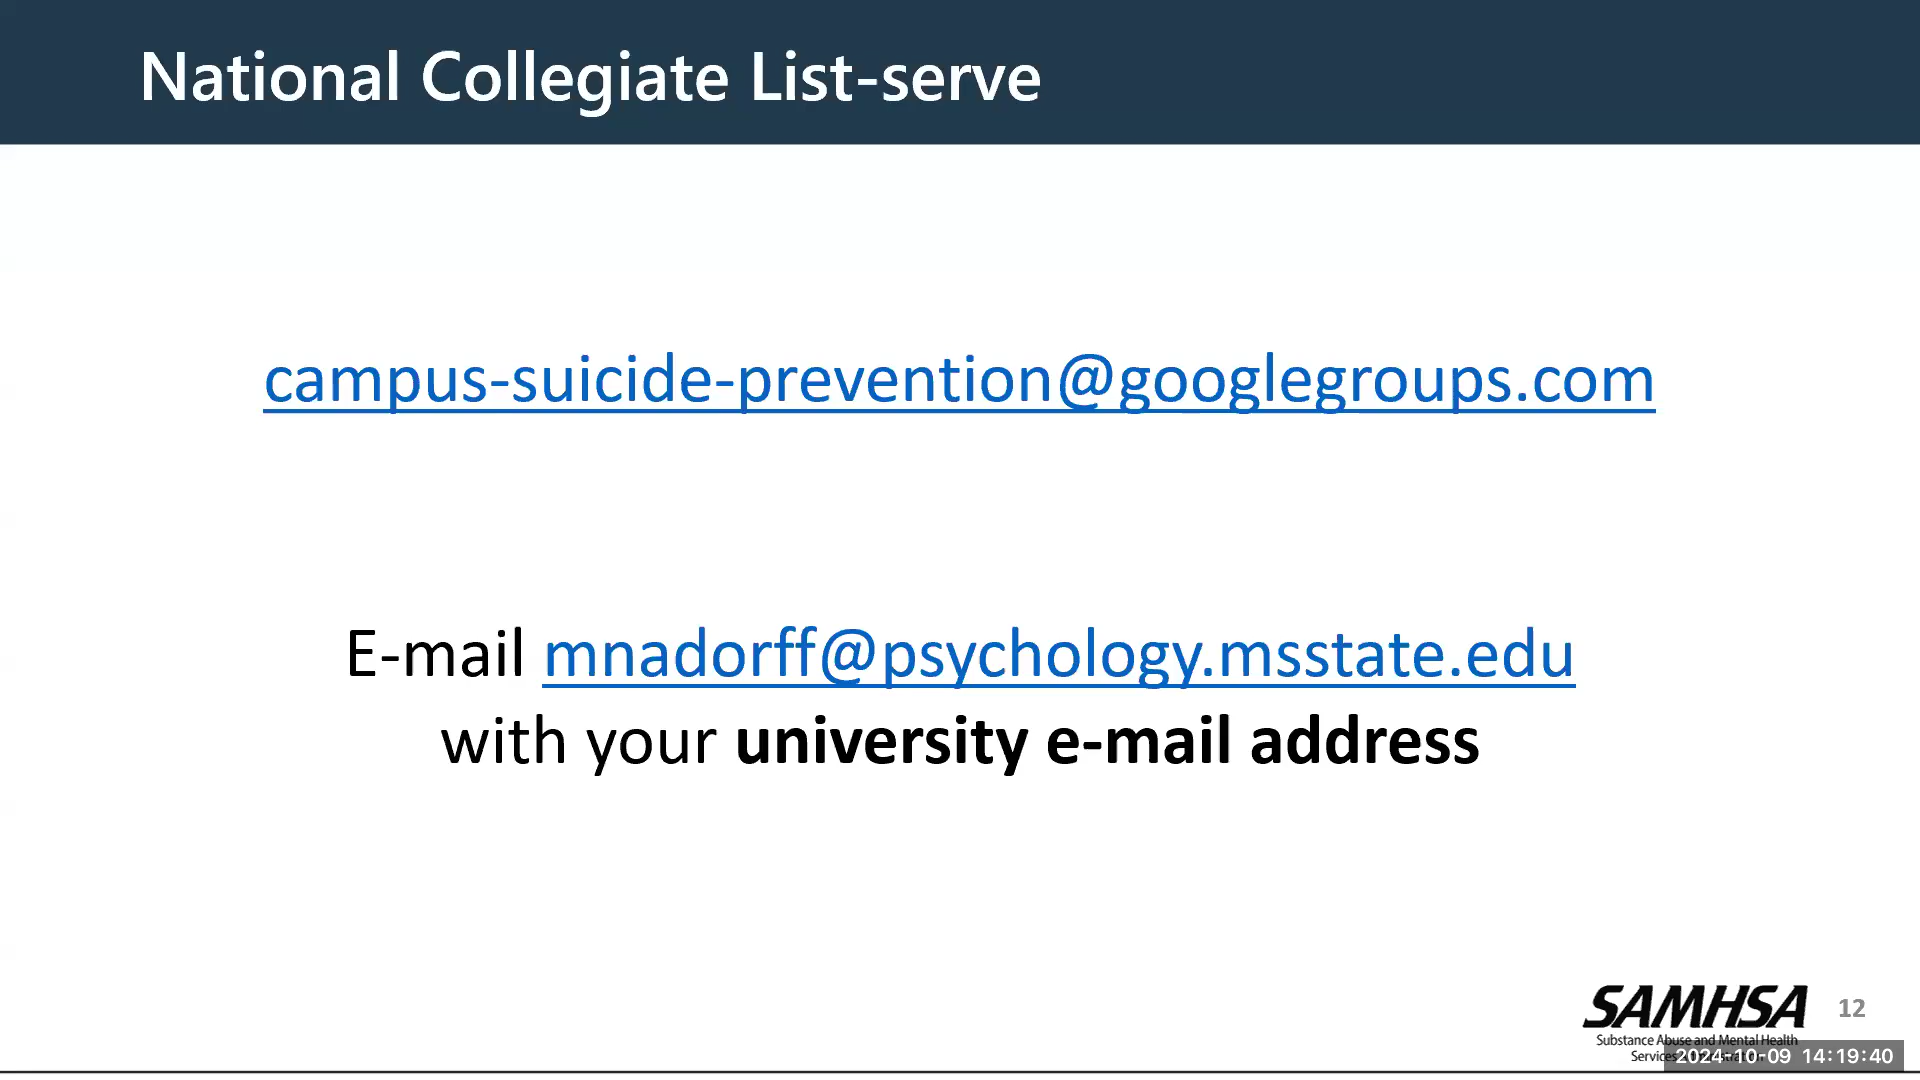 National Collegiate List-serve
campus-suicide-prevention@googlegroups.com
E-mail mnadorff@psychology.msstate.edu
with your university e-mail address
SAMHSA
12
Substance Abuse and Mental Health
2024-10-09 14:19:40